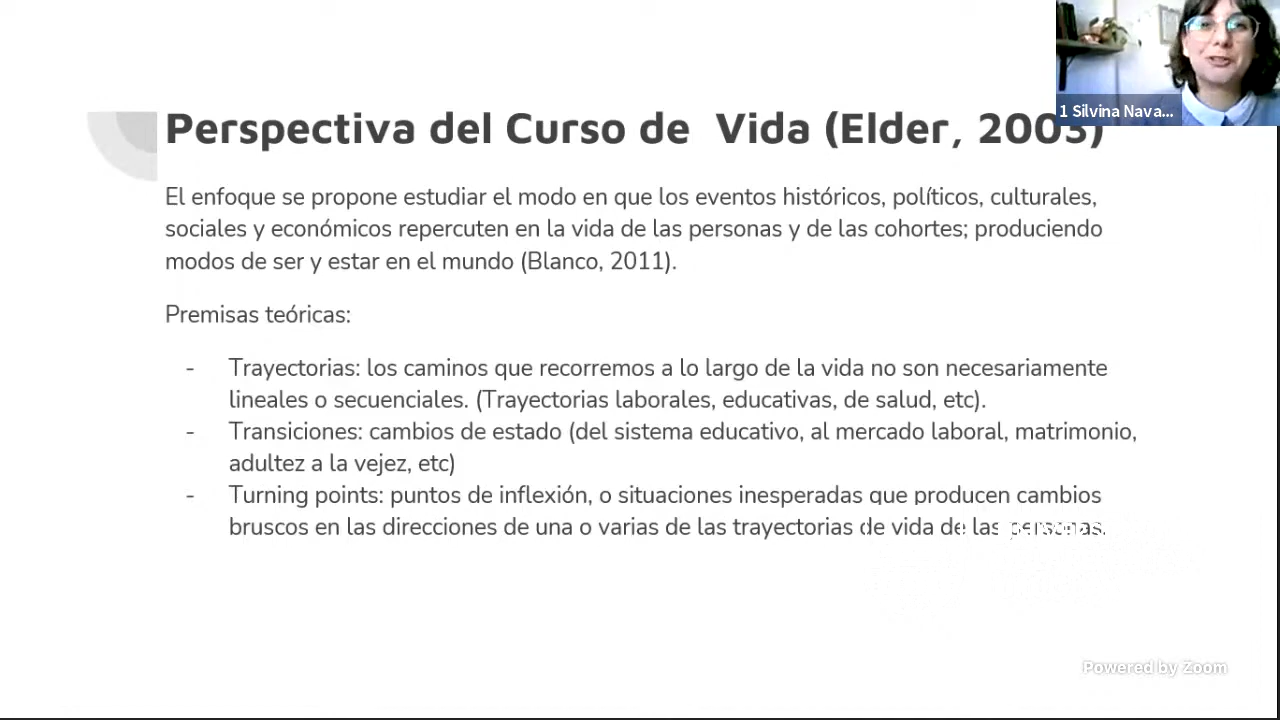 Perspectiva del Curso de Vida (Elder, 2003)
1 Silvina Nava...
El enfoque se propone estudiar el modo en que los eventos históricos, políticos, culturales,
sociales y económicos repercuten en la vida de las personas y de las cohortes; produciendo
modos de ser y estar en el mundo (Blanco, 2011).
Premisas teóricas:
- Trayectorias: los caminos que recorremos a lo largo de la vida no son necesariamente
lineales o secuenciales. (Trayectorias laborales, educativas, de salud, etc).
- Transiciones: cambios de estado (del sistema educativo, al mercado laboral, matrimonio,
adultez a la vejez, etc)
- Turning points: puntos de inflexión, o situaciones inesperadas que producen cambios
bruscos en las direcciones de una o varias de las trayectorias de vida de las personas.
Powered by Zoom